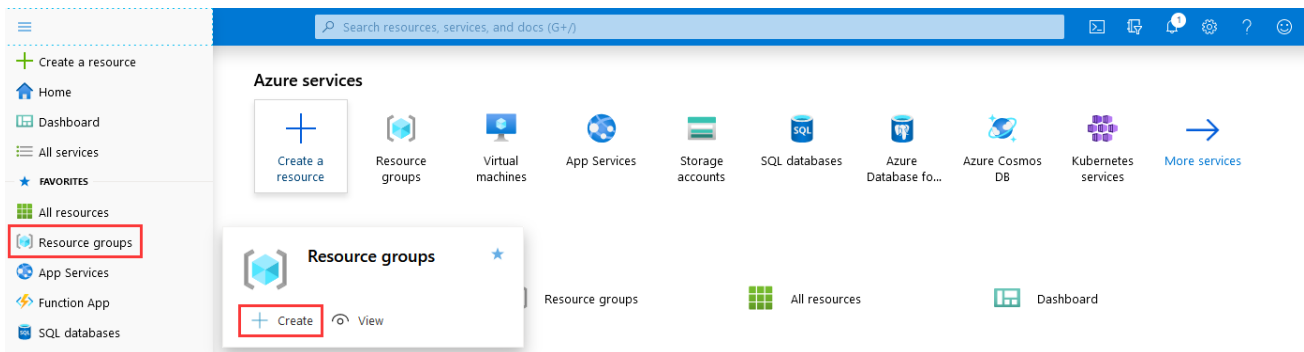 Search resources, services, and docs (G+/)
1
Create a resource
Home
Dashboard
All services
FAVORITES
All resources
Resource groups
App Services
Function App
SQL databases
Azure services
Create a
resource
Resource
groups
Virtual
machines
App Services
Storage
accounts
SQL
SQL databases
Azure
Database fo...
Azure Cosmos
DB
Kubernetes
services
More services
Resource groups
Create
View
Resource groups
All resources
Dashboard